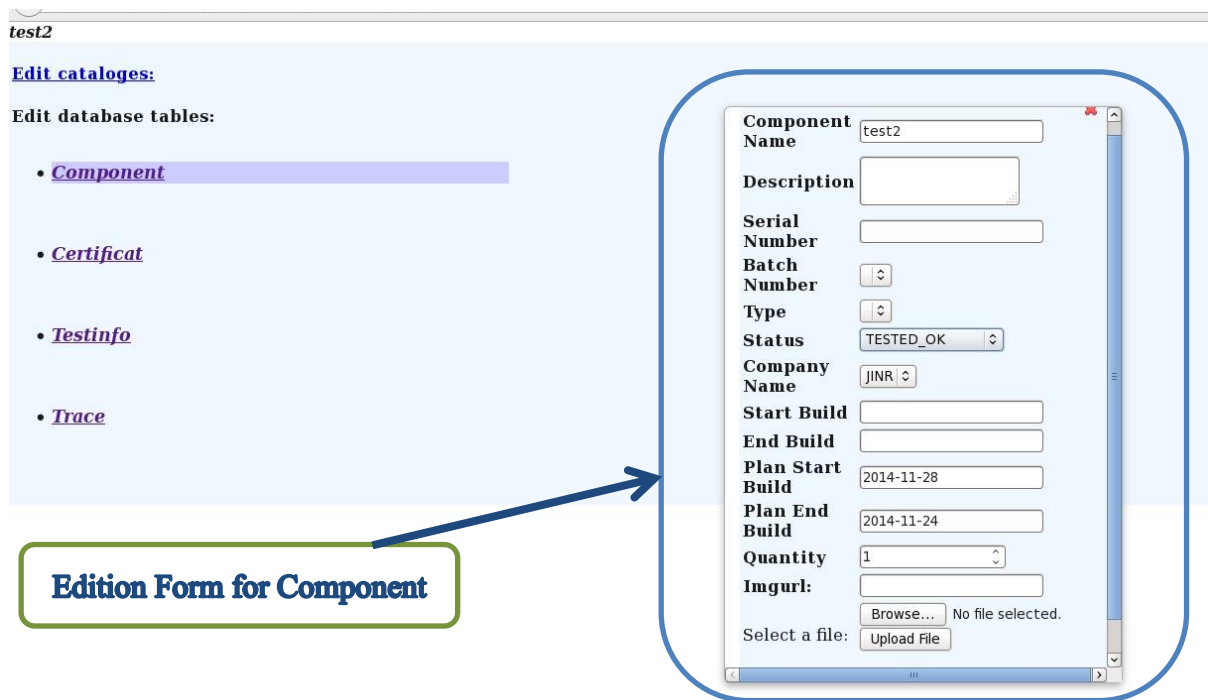 test2
Edit cataloges:
Edit database tables:
Component
Certificat
Testinfo
Trace
Edition Form for Component
Component Name test2
Description
Serial Number
Batch Number
Type
Status TESTED_OK
Company Name JINR
Start Build
End Build
Plan Start Build 2014-11-28
Plan End Build 2014-11-24
Quantity 1
Imgurl:
Browse... No file selected.
Select a file: Upload File